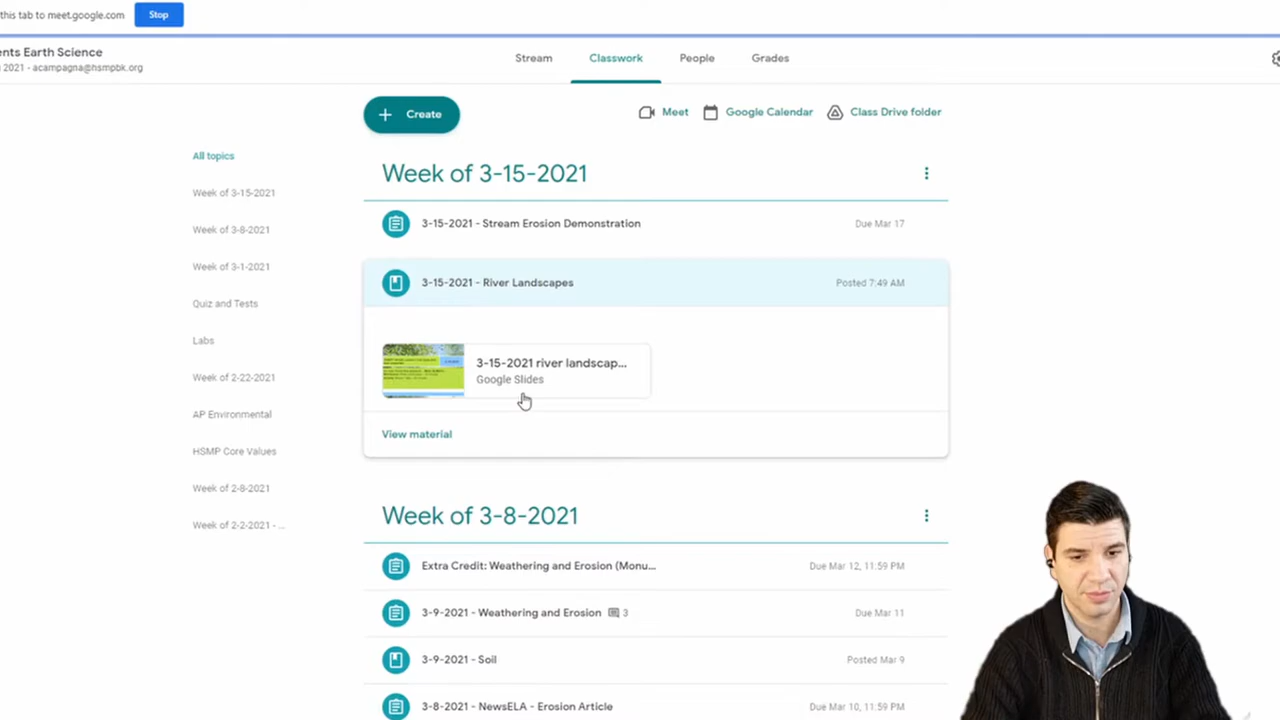 this tab to meet.google.com
Stop
ents Earth Science
2021 - acampagna@hsmpbk.org
Stream
Classwork
People
Grades
Create
Meet
Google Calendar
Class Drive folder
All topics
Week of 3-15-2021
Week of 3-8-2021
Week of 3-1-2021
Quiz and Tests
Labs
Week of 2-22-2021
AP Environmental
HSMP Core Values
Week of 2-8-2021
Week of 2-2-2021 - ...
Week of 3-15-2021
3-15-2021 - Stream Erosion Demonstration
Due Mar 17
3-15-2021 - River Landscapes
Posted 7:49 AM
3-15-2021 river landscap...
Google Slides
View material
Week of 3-8-2021
Extra Credit: Weathering and Erosion (Monu...
Due Mar 12, 11:59 PM
3-9-2021 - Weathering and Erosion 3
Due Mar 11
3-9-2021 - Soil
Posted Mar 9
3-8-2021 - NewsELA - Erosion Article
Due Mar 10, 11:59 PM